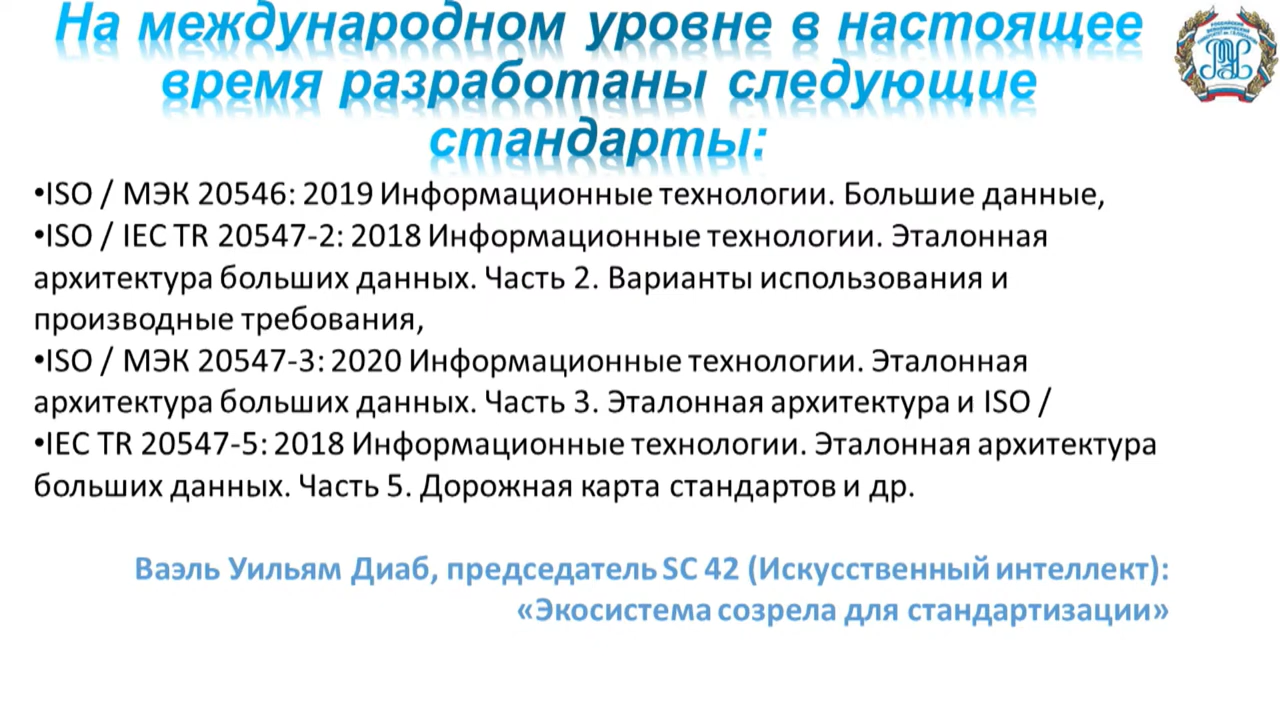 На международном уровне в настоящее
время разработаны следующие
стандарты:
•ISO / МЭК 20546: 2019 Информационные технологии. Большие данные,
•ISO / IEC TR 20547-2: 2018 Информационные технологии. Эталонная
архитектура больших данных. Часть 2. Варианты использования и
производные требования,
•ISO / МЭК 20547-3: 2020 Информационные технологии. Эталонная
архитектура больших данных. Часть 3. Эталонная архитектура и ISO /
•IEC TR 20547-5: 2018 Информационные технологии. Эталонная архитектура
больших данных. Часть 5. Дорожная карта стандартов и др.
Ваэль Уильям Диаб, председатель SC 42 (Искусственный интеллект):
«Экосистема созрела для стандартизации»